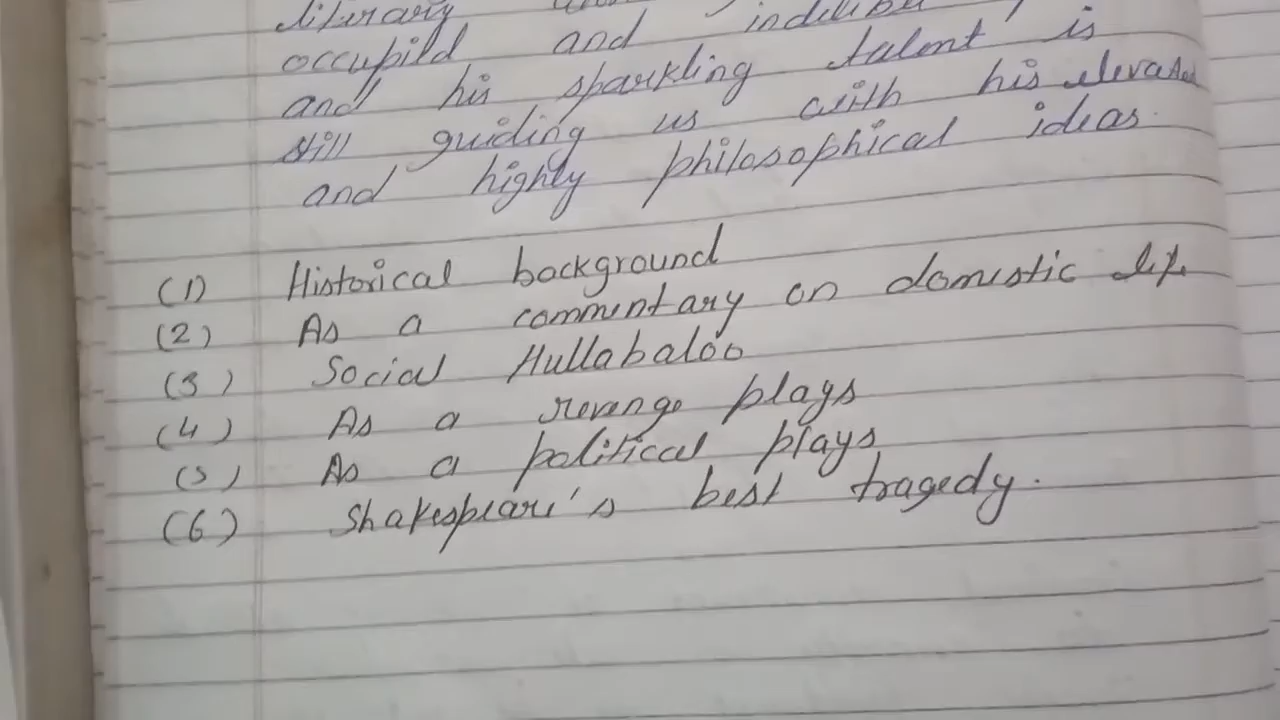 literary
occupild and
and his sparkling talent is
still guiding us with his elevated
and highly philosophical ideas.
(1) Historical background
(2) As a commentary on domestic life
(3) Social Hullabaloo
(4) As a revenge plays
(5) As a political plays
(6) Shakespeare's best tragedy.